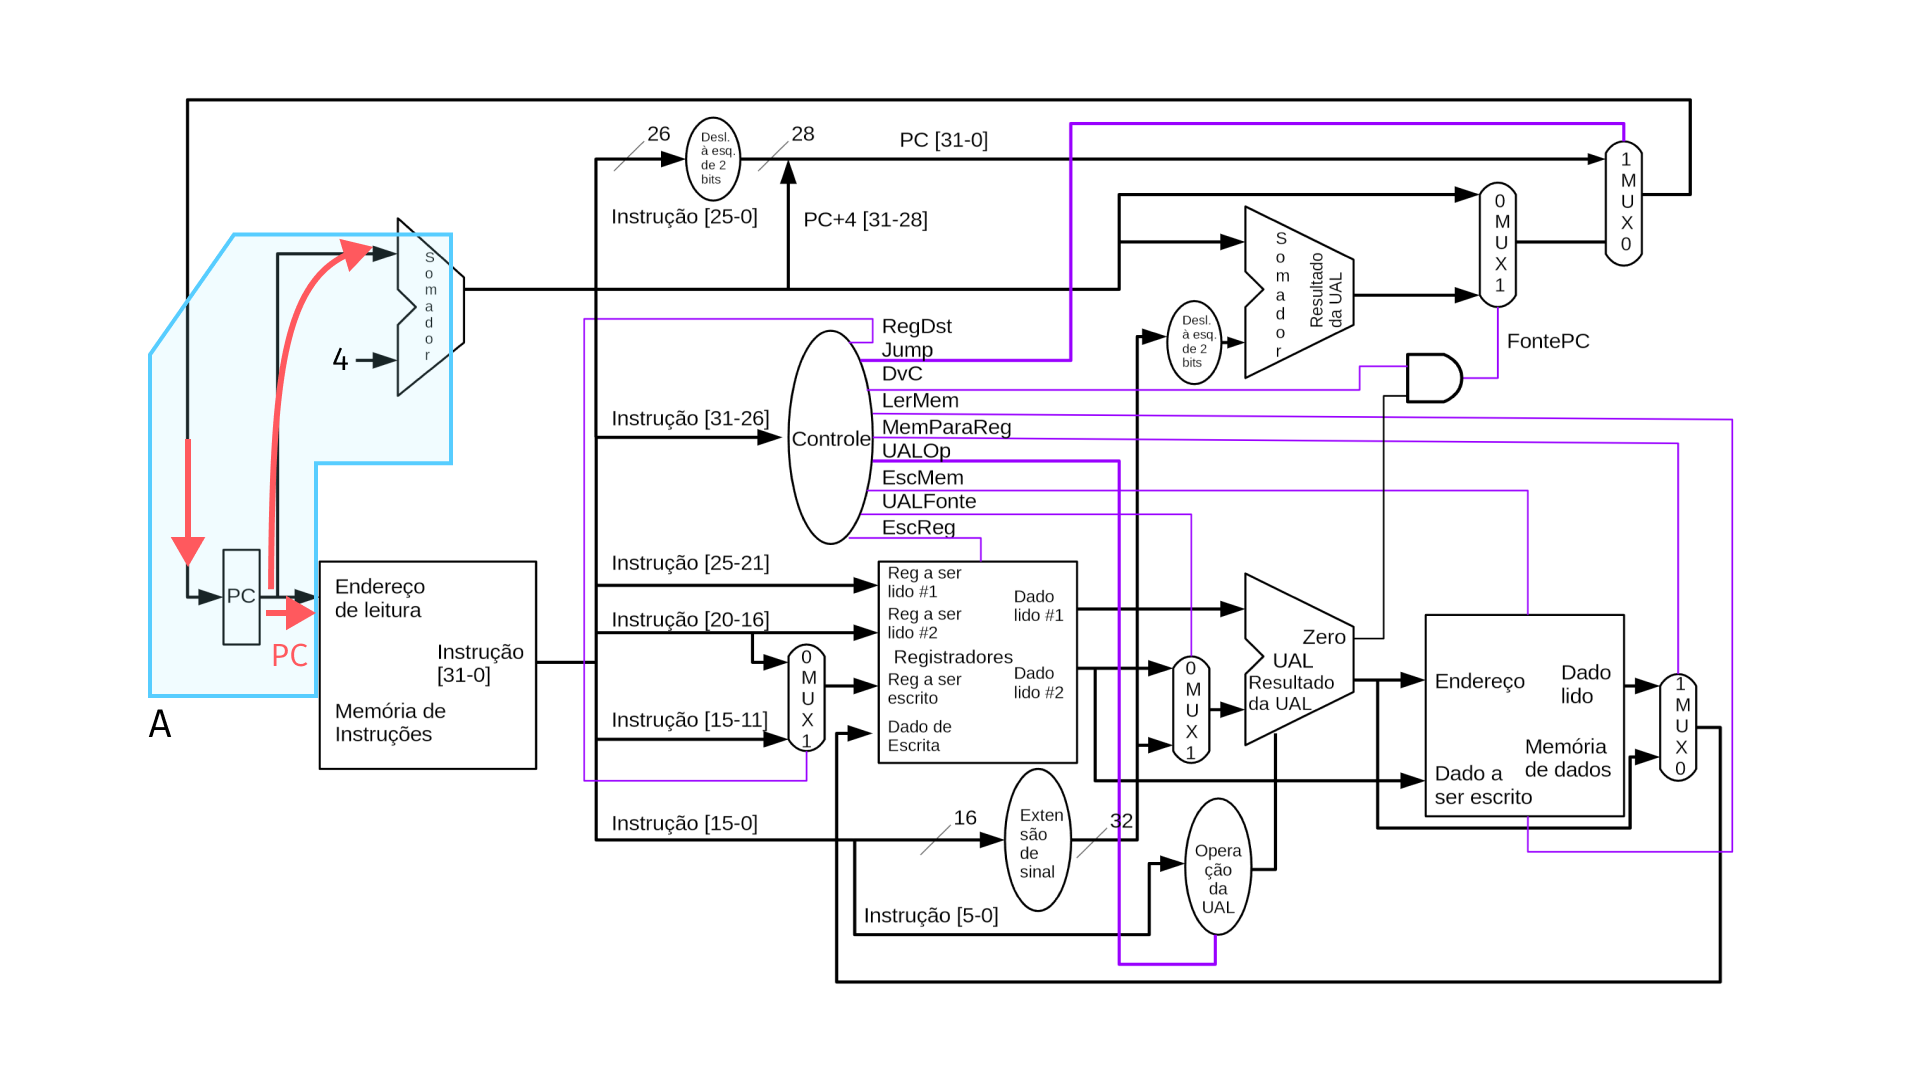 26
Desl.
à esq.
de 2
bits
28
PC [31-0]
1
M
U
X
0
Instrução [25-0]
PC+4 [31-28]
0
M
U
X
1
S
o
m
a
d
o
r
4
S
o
m
a
d
o
r
Resultado
da UAL
Desl.
à esq.
de 2
bits
FontePC
RegDst
Jump
DvC
LerMem
MemParaReg
UALOp
EscMem
UALFonte
EscReg
Controle
Instrução [31-26]
Instrução [25-21]
Instrução [20-16]
Instrução [15-11]
Instrução [15-0]
PC
PC
A
Endereço
de leitura
Instrução
[31-0]
Memória de
Instruções
0
M
U
X
1
Reg a ser
lido #1
Reg a ser
lido #2
Registradores
Reg a ser
escrito
Dado de
Escrita
Dado
lido #1
Dado
lido #2
0
M
U
X
1
Zero
UAL
Resultado
da UAL
Endereço
Dado
lido
Memória
de dados
Dado a
ser escrito
1
M
U
X
0
16
Exten
são
de
sinal
32
Opera
ção
da
UAL
Instrução [5-0]